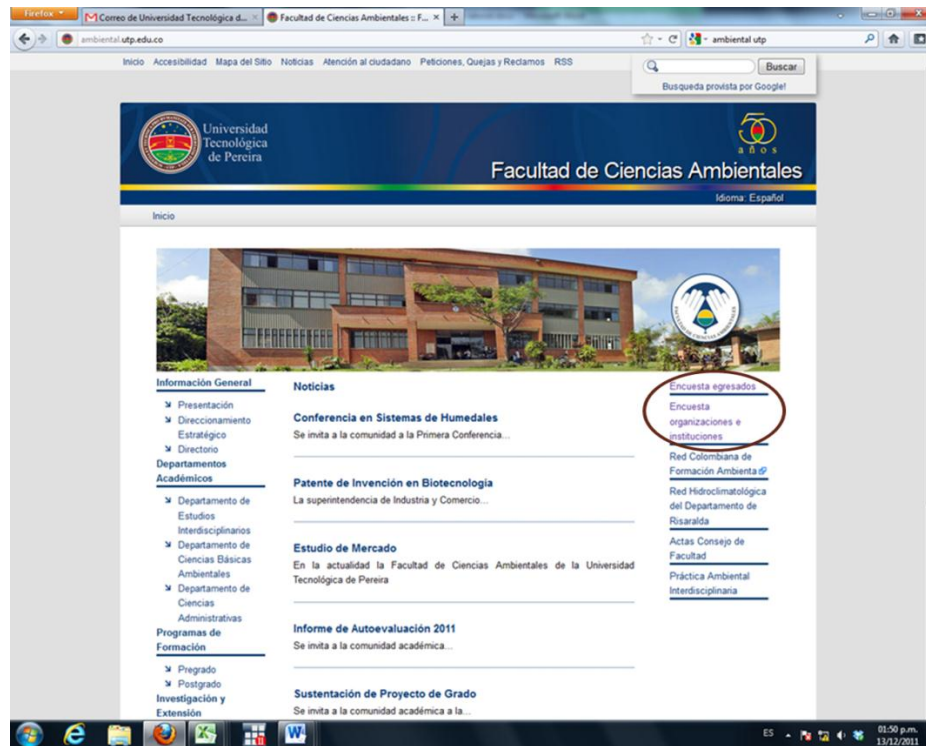 Firefox
Correo de Universidad Tecnológica d...
Facultad de Ciencias Ambientales :: F...
ambiental.utp.edu.co
ambiental utp
Inicio Accesibilidad Mapa del Sitio Noticias Atención al ciudadano Peticiones, Quejas y Reclamos RSS
Buscar
Busqueda provista por Google!
Universidad
Tecnológica
de Pereira
50
años
Facultad de Ciencias Ambientales
Idioma: Español
Inicio
FACULTAD DE CIENCIAS AMBIENTALES
Información General
Presentación
Direccionamiento
Estratégico
Directorio
Departamentos
Académicos
Departamento de
Estudios
Interdisciplinarios
Departamento de
Ciencias Básicas
Ambientales
Departamento de
Ciencias
Administrativas
Programas de
Formación
Pregrado
Postgrado
Investigación y
Extensión
Noticias
Conferencia en Sistemas de Humedales
Se invita a la comunidad a la Primera Conferencia...
Patente de Invención en Biotecnología
La superintendencia de Industria y Comercio...
Estudio de Mercado
En la actualidad la Facultad de Ciencias Ambientales de la Universidad
Tecnológica de Pereira
Informe de Autoevaluación 2011
Se invita a la comunidad académica...
Sustentación de Proyecto de Grado
Se invita a la comunidad académica a la...
Encuesta egresados
Encuesta
organizaciones e
instituciones
Red Colombiana de
Formación Ambienta
Red Hidroclimatológica
del Departamento de
Risaralda
Actas Consejo de
Facultad
Práctica Ambiental
Interdisciplinaria
ES
01:50 p.m.
13/12/2011